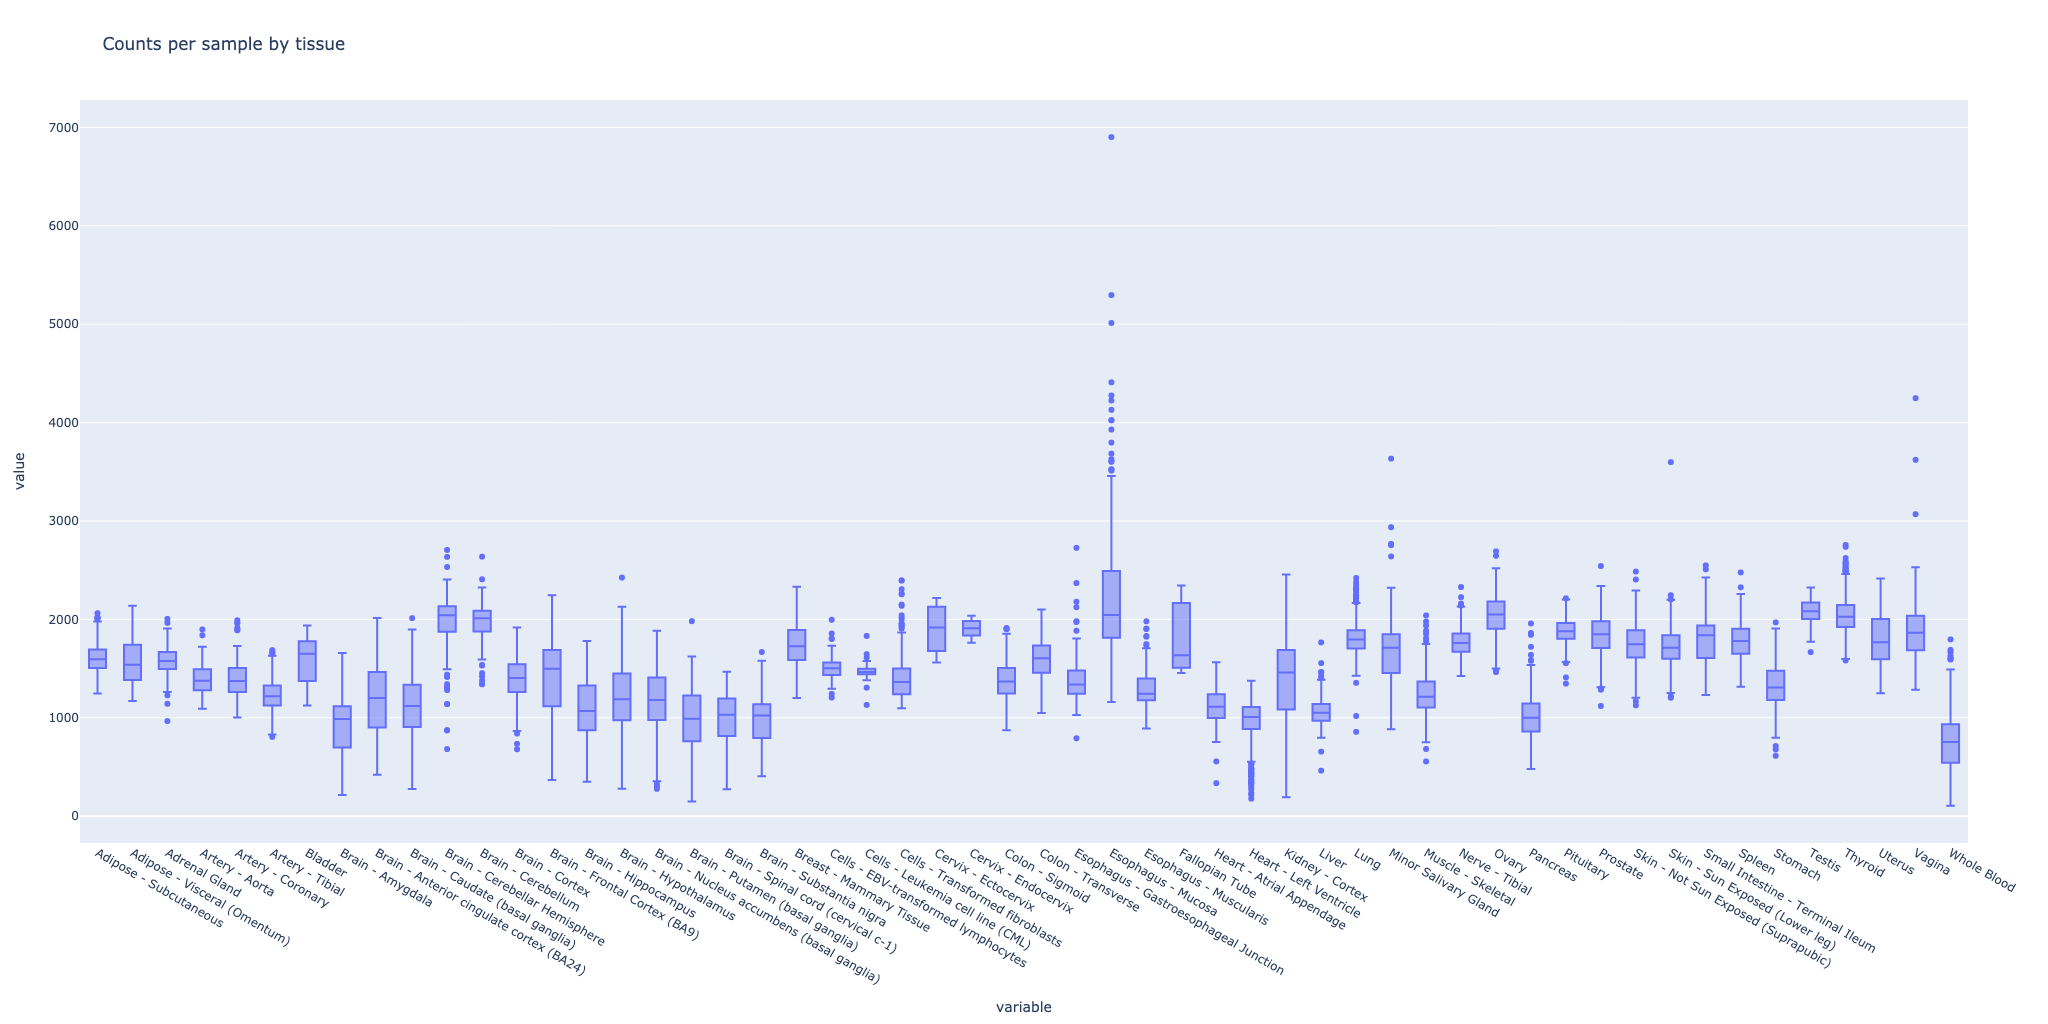 Counts per sample by tissue
7000
6000
5000
4000
3000
2000
1000
0
value
Adipose - Subcutaneous
Adipose - Visceral (Omentum)
Adrenal Gland
Artery - Aorta
Artery - Coronary
Artery - Tibial
Bladder
Brain - Amygdala
Brain - Anterior cingulate cortex (BA24)
Brain - Caudate (basal ganglia)
Brain - Cerebellar Hemisphere
Brain - Cerebellum
Brain - Cortex
Brain - Frontal Cortex (BA9)
Brain - Hippocampus
Brain - Hypothalamus
Brain - Nucleus accumbens (basal ganglia)
Brain - Putamen (basal ganglia)
Brain - Spinal cord (cervical c-1)
Brain - Substantia nigra
Breast - Mammary Tissue
Cells - EBV-transformed lymphocytes
Cells - Leukemia cell line (CML)
Cells - Transformed fibroblasts
Cervix - Ectocervix
Cervix - Endocervix
Colon - Sigmoid
Colon - Transverse
Esophagus - Gastroesophageal Junction
Esophagus - Mucosa
Esophagus - Muscularis
Fallopian Tube
Heart - Atrial Appendage
Heart - Left Ventricle
Kidney - Cortex
Liver
Lung
Minor Salivary Gland
Muscle - Skeletal
Nerve - Tibial
Ovary
Pancreas
Pituitary
Prostate
Skin - Not Sun Exposed (Suprapubic)
Skin - Sun Exposed (Lower leg)
Small Intestine - Terminal Ileum
Spleen
Stomach
Testis
Thyroid
Uterus
Vagina
Whole Blood
variable